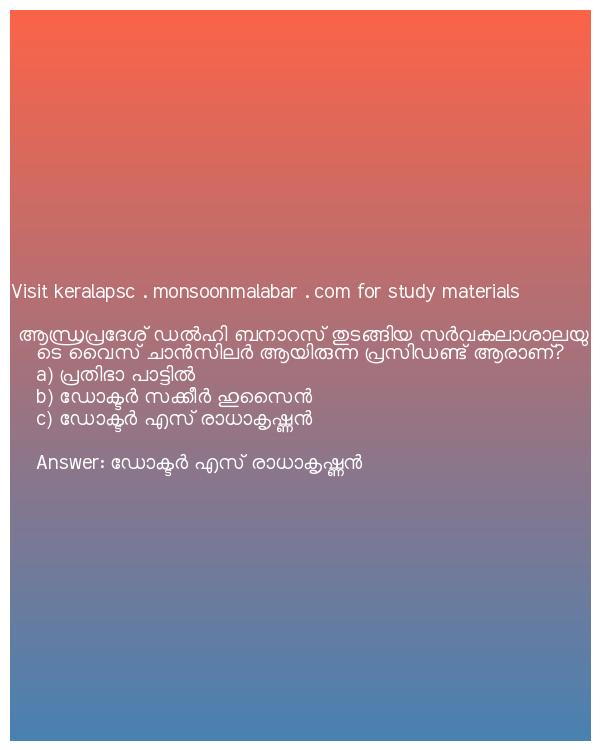 Visit keralapsc . monsoonmalabar . com for study materials
ആന്ധ്രപ്രദേശ് ഡൽഹി ബനാറസ് തുടങ്ങിയ സർവകലാശാലയു
ടെ വൈസ് ചാൻസിലർ ആയിരുന്ന പ്രസിഡണ്ട് ആരാണ്?
a) പ്രതിഭാ പാട്ടിൽ
b) ഡോക്ടർ സക്കീർ ഹുസൈൻ
c) ഡോക്ടർ എസ് രാധാകൃഷ്ണൻ
Answer: ഡോക്ടർ എസ് രാധാകൃഷ്ണൻ